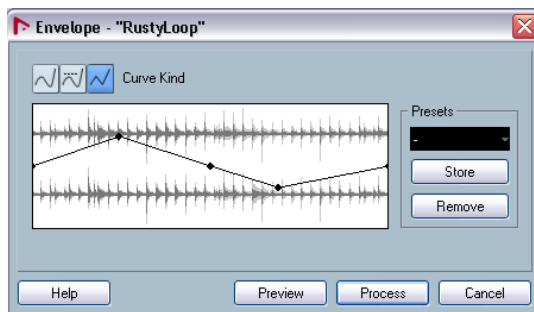 Envelope - "RustyLoop"
Curve Kind
Presets
-
Store
Remove
Help
Preview
Process
Cancel